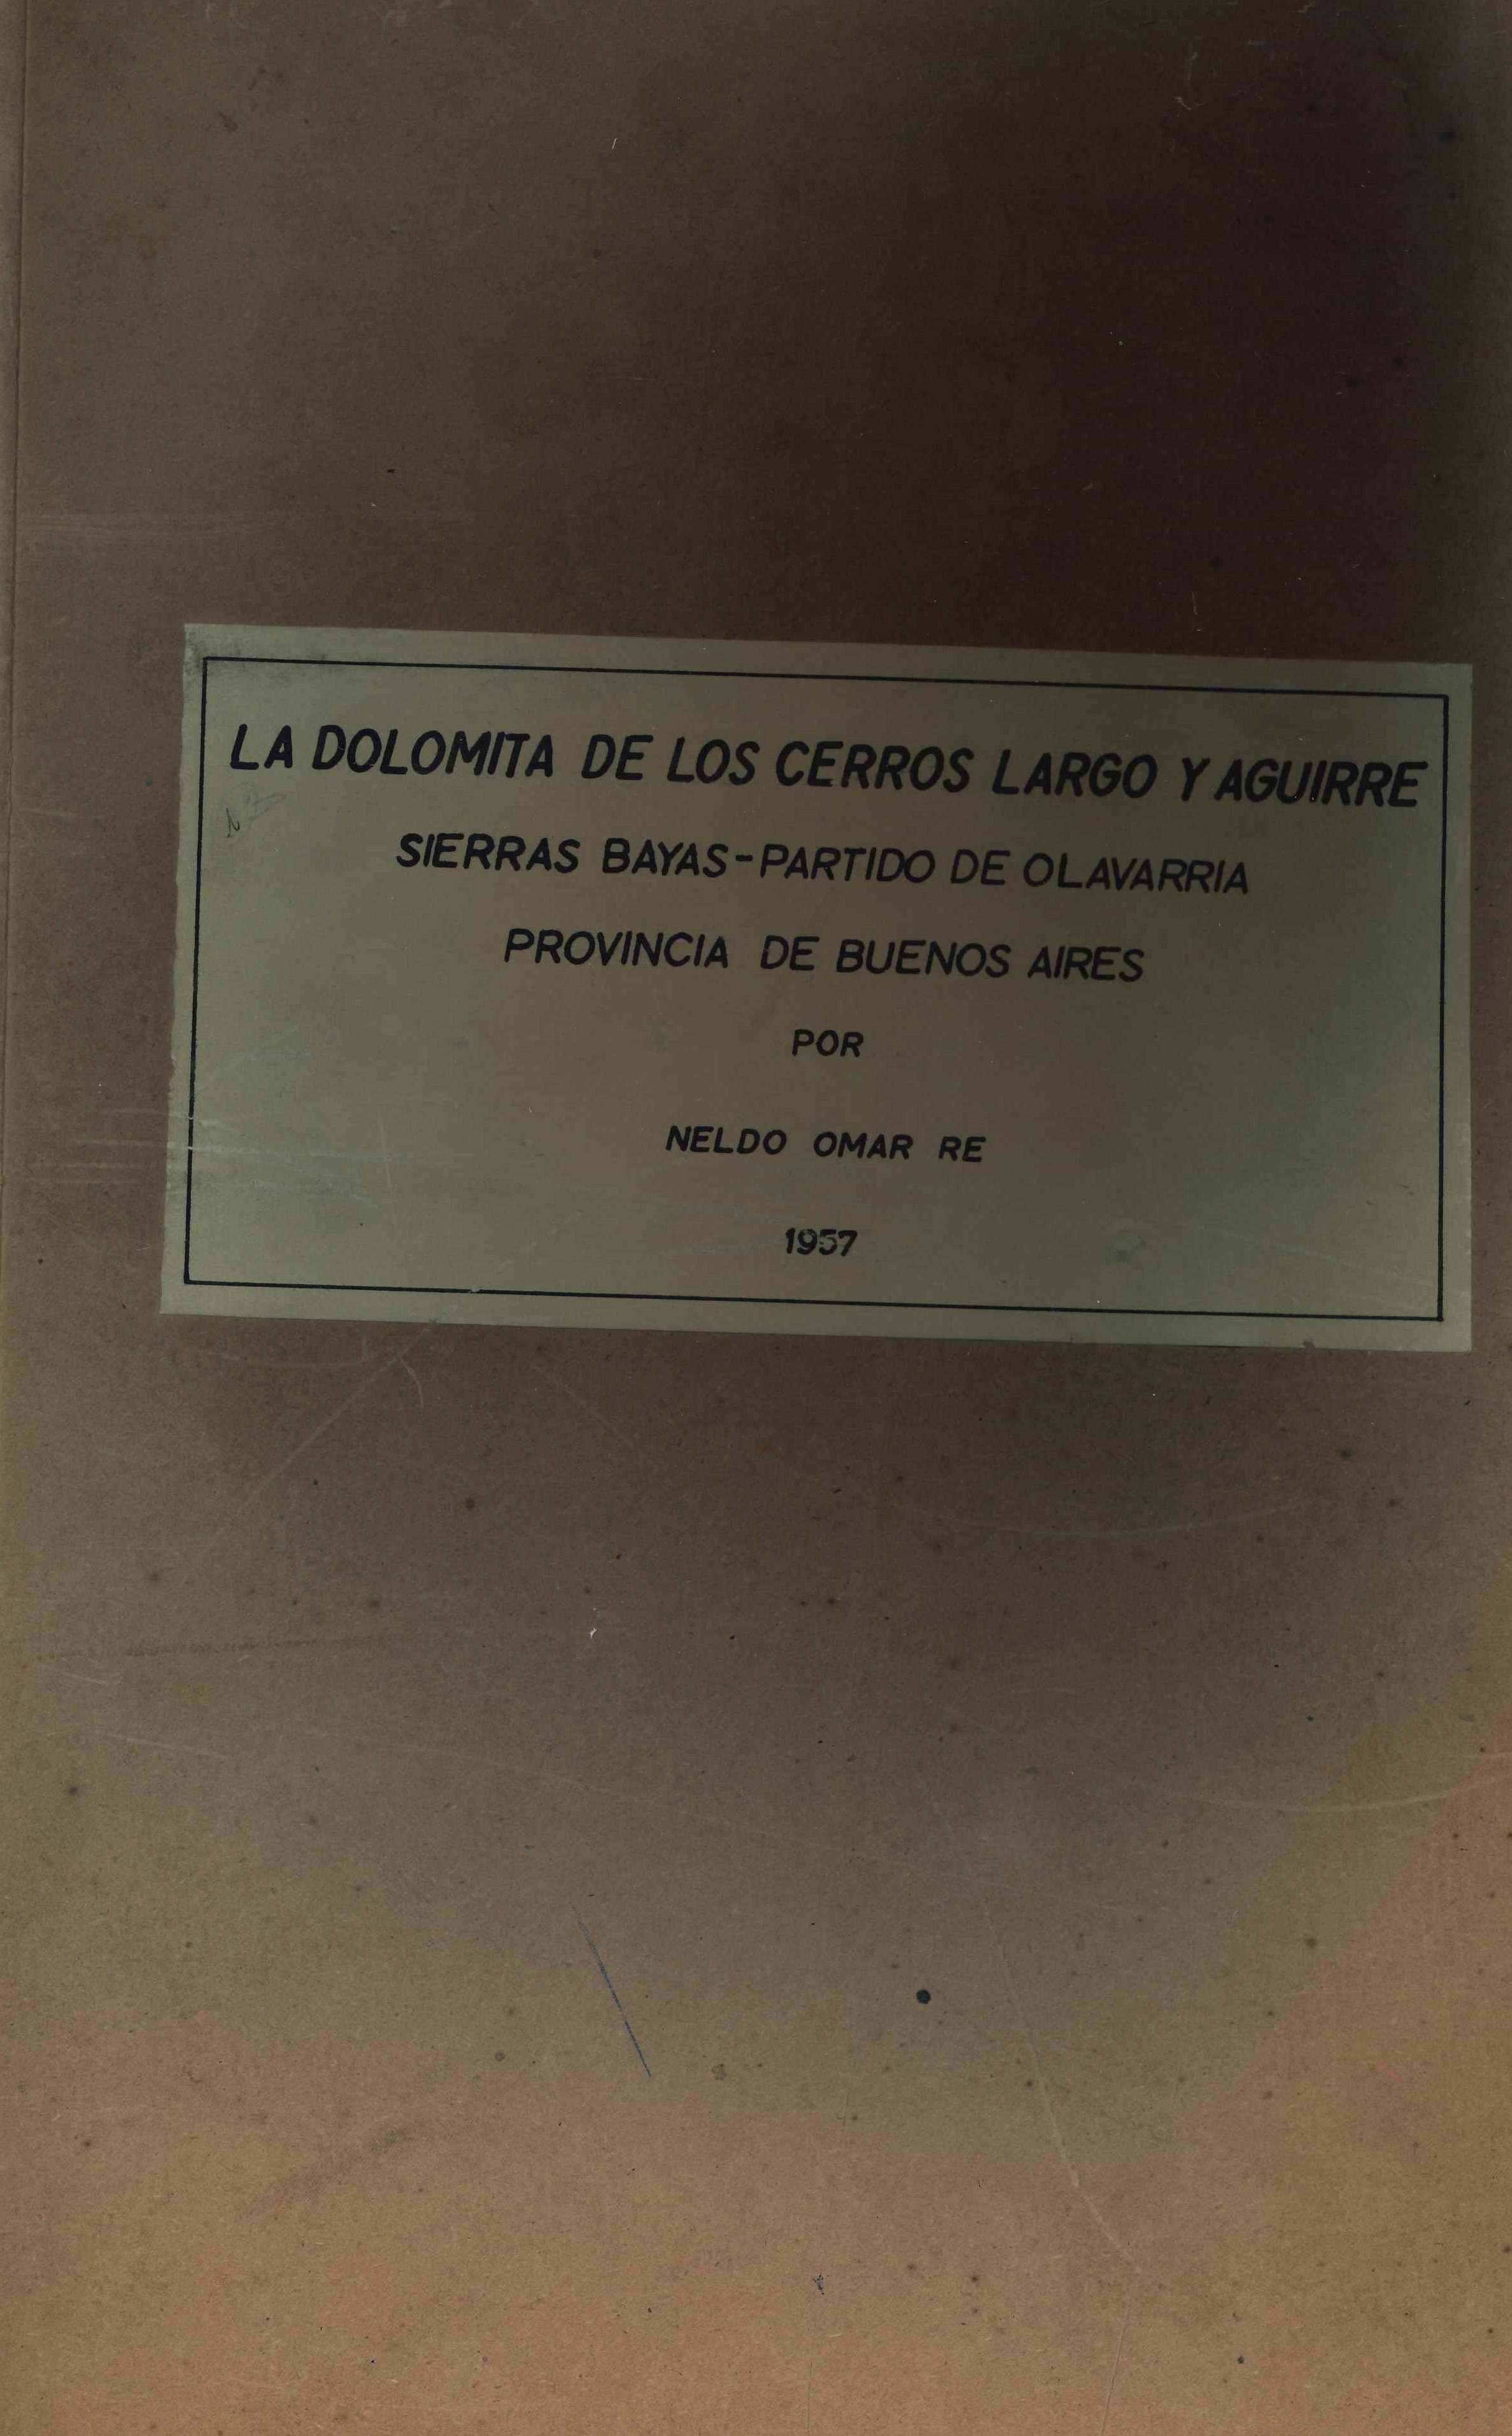 LA DOLOMITA DE LOS CERROS LARGO Y AGUIRRE
SIERRAS BAYAS-PARTIDO DE OLAVARRIA
PROVINCIA DE BUENOS AIRES
POR
NELDO OMAR RE
1957